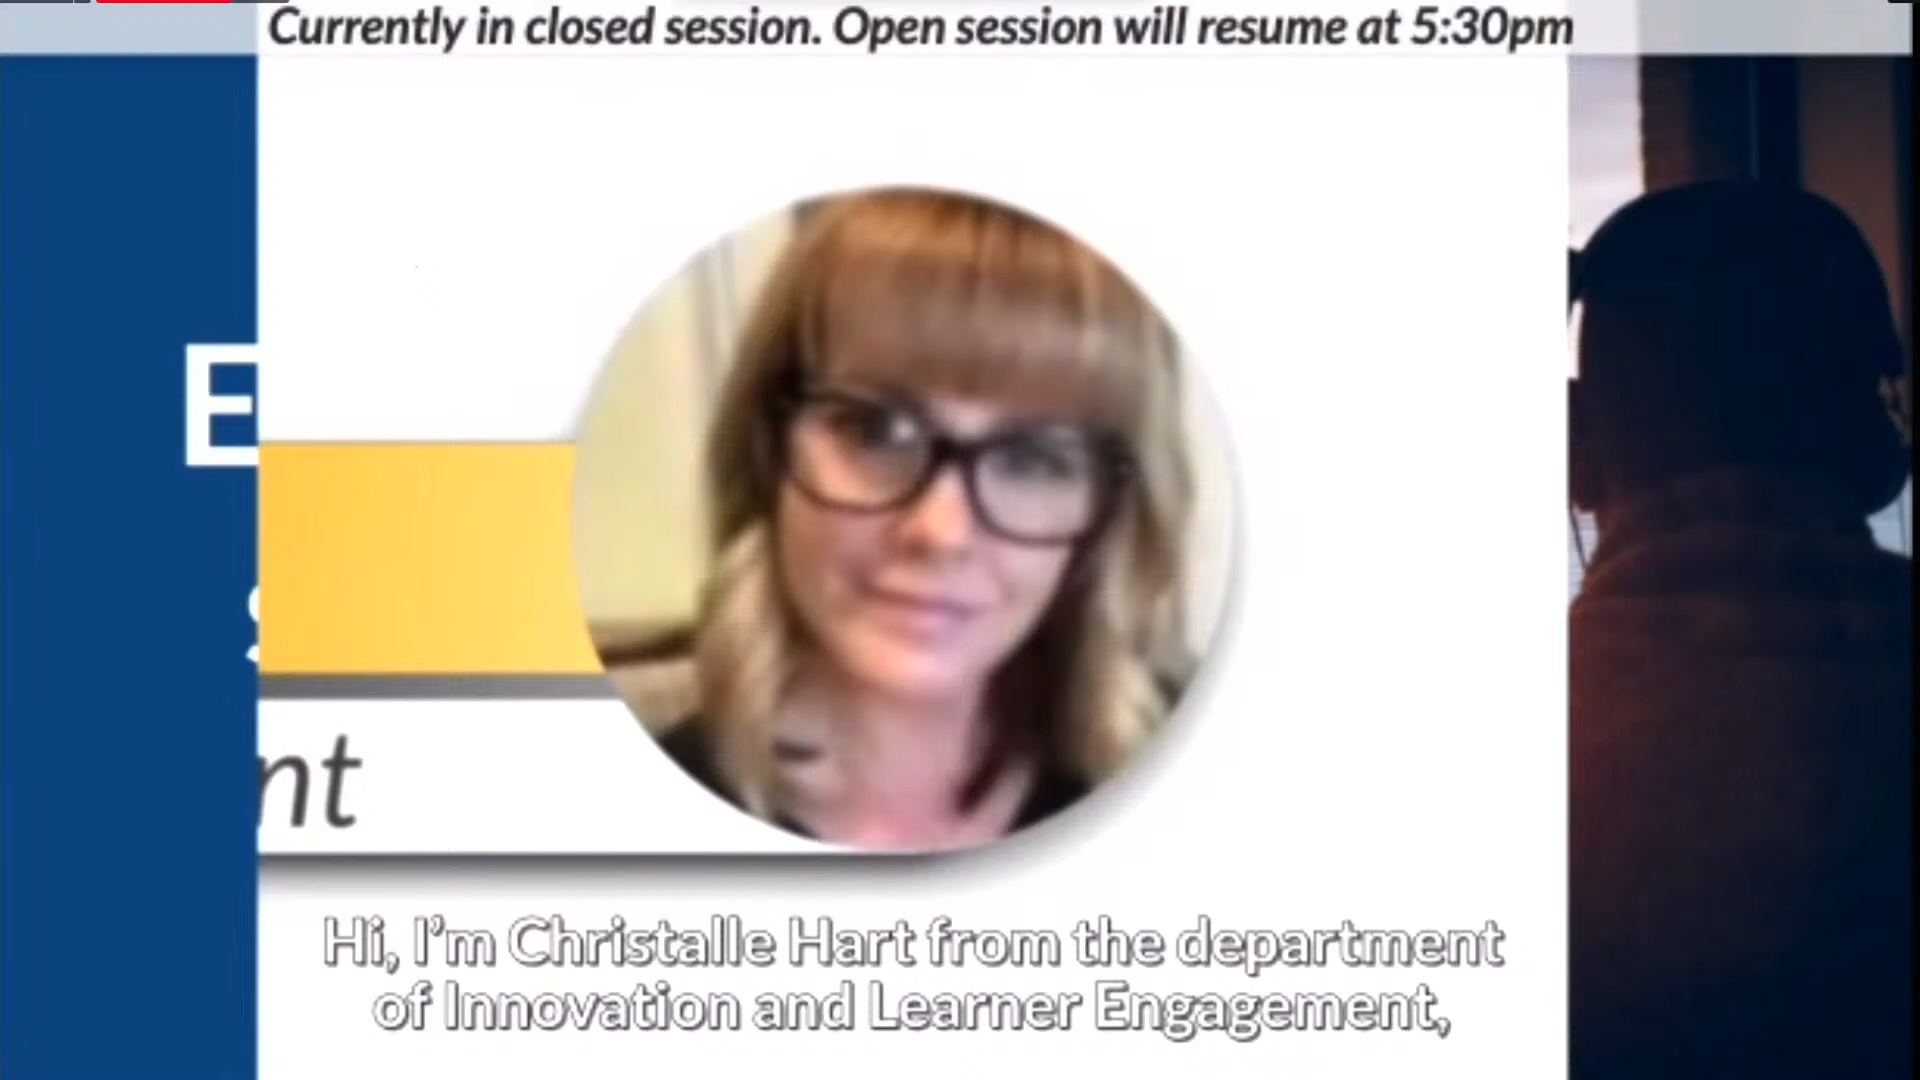 Currently in closed session. Open session will resume at 5:30pm
E
nt
Hi, I’m Christalle Hart from the department
of Innovation and Learner Engagement,